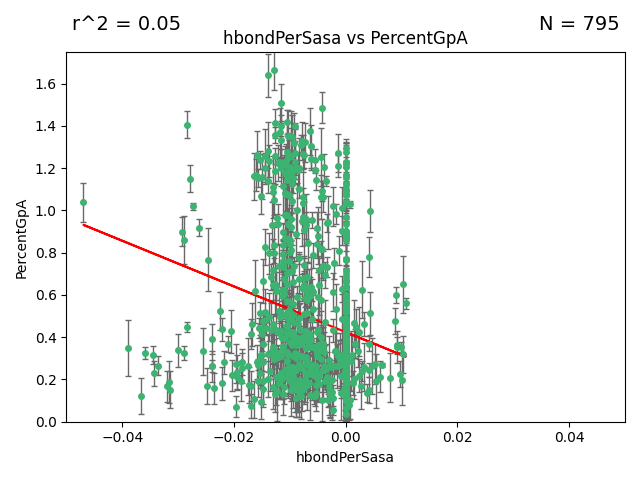 r^2 = 0.05
N = 795
hbondPerSasa vs PercentGpA
PercentGpA
1.6
1.4
1.2
1.0
0.8
0.6
0.4
0.2
0.0
−0.04
−0.02
0.00
0.02
0.04
hbondPerSasa